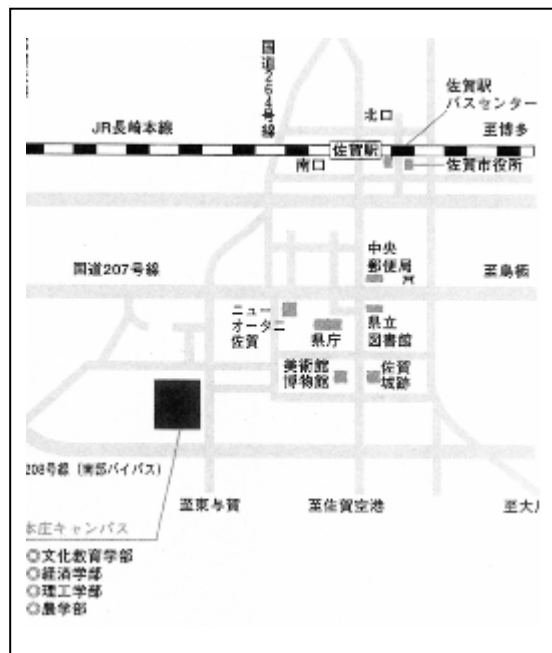 国道264号線
佐賀駅
バスセンター
北口
JR長崎本線
至博多
佐賀駅
南口
佐賀市役所
中央
郵便局
国道207号線
至鳥栖
ニュー
オータニ
佐賀
県庁
県立
図書館
美術館
博物館
佐賀
城跡
208号線（南部バイパス）
至東与賀
至佐賀空港
至大川
本庄キャンパス
◎文化教育学部
◎経済学部
◎理工学部
◎農学部